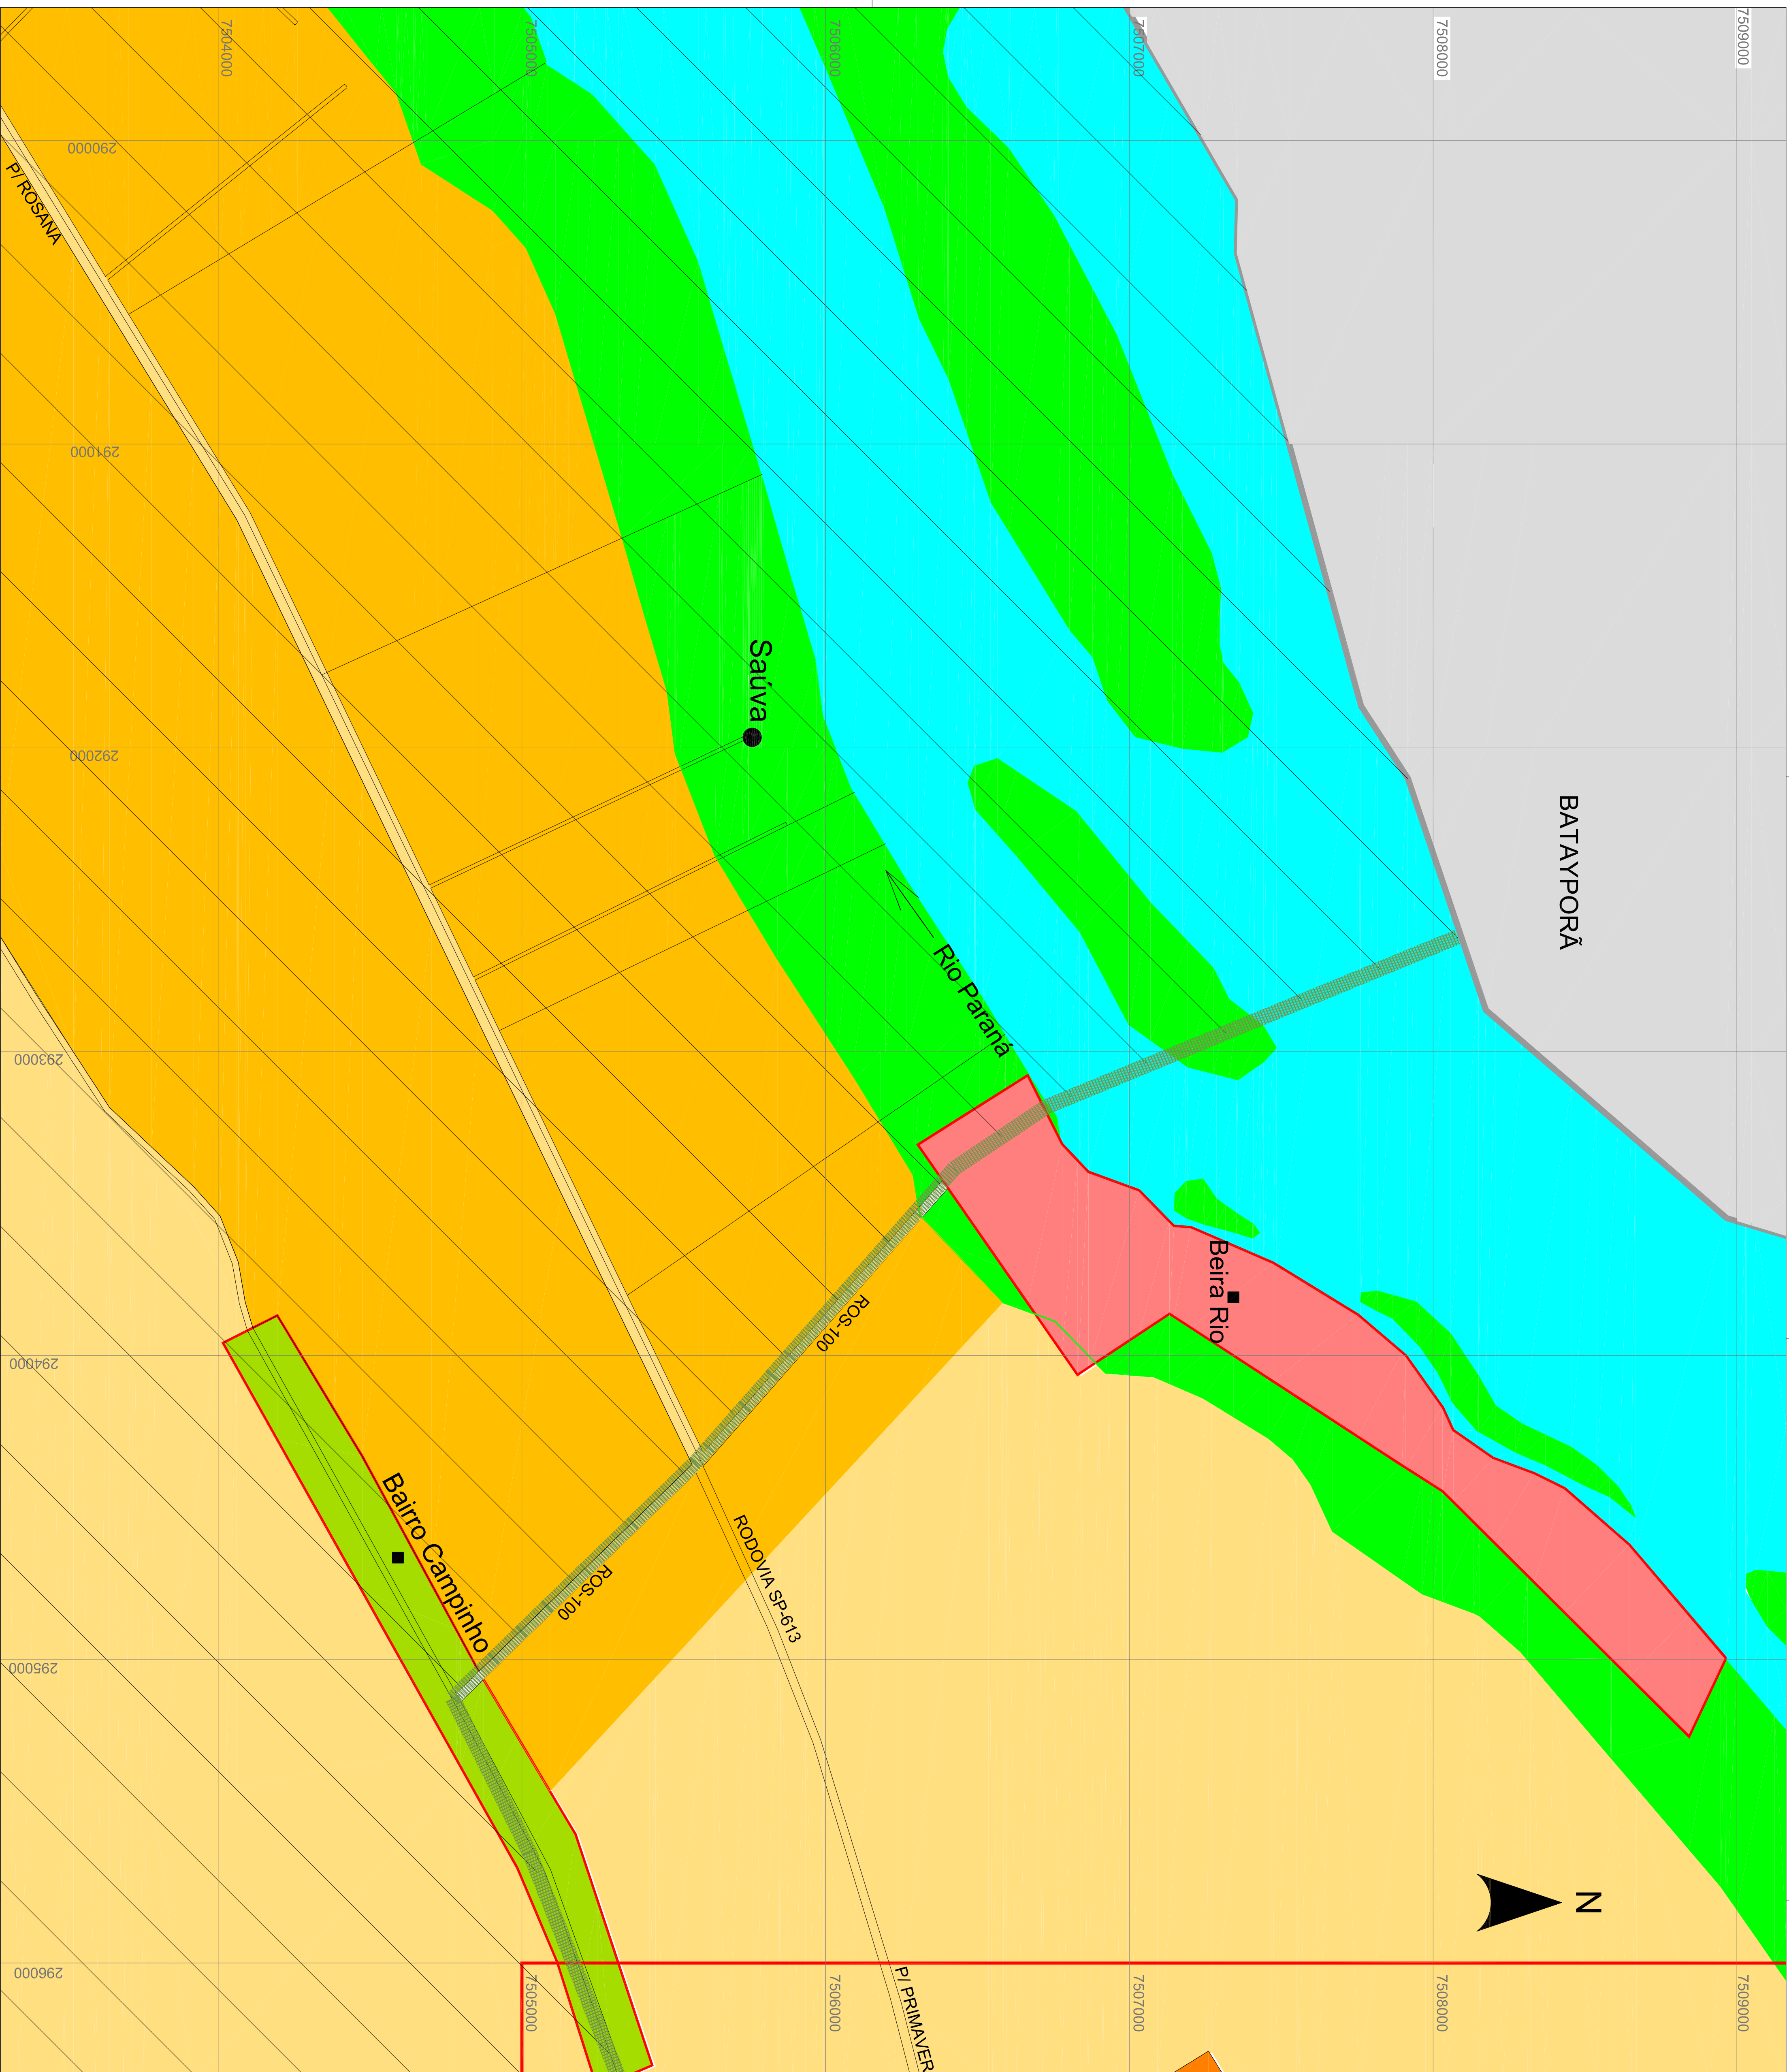 7504000
7505000
7506000
7507000
7508000
7509000
290000
291000
292000
293000
294000
295000
296000
P/ ROSANA
Saúva
BATAYPORÃ
Rio Paraná
Beira Rio
ROS-100
ROS-100
RODOVIA SP-613
Bairro Campinho
N
P/ PRIMAVER
7505000
7506000
7507000
7508000
7509000